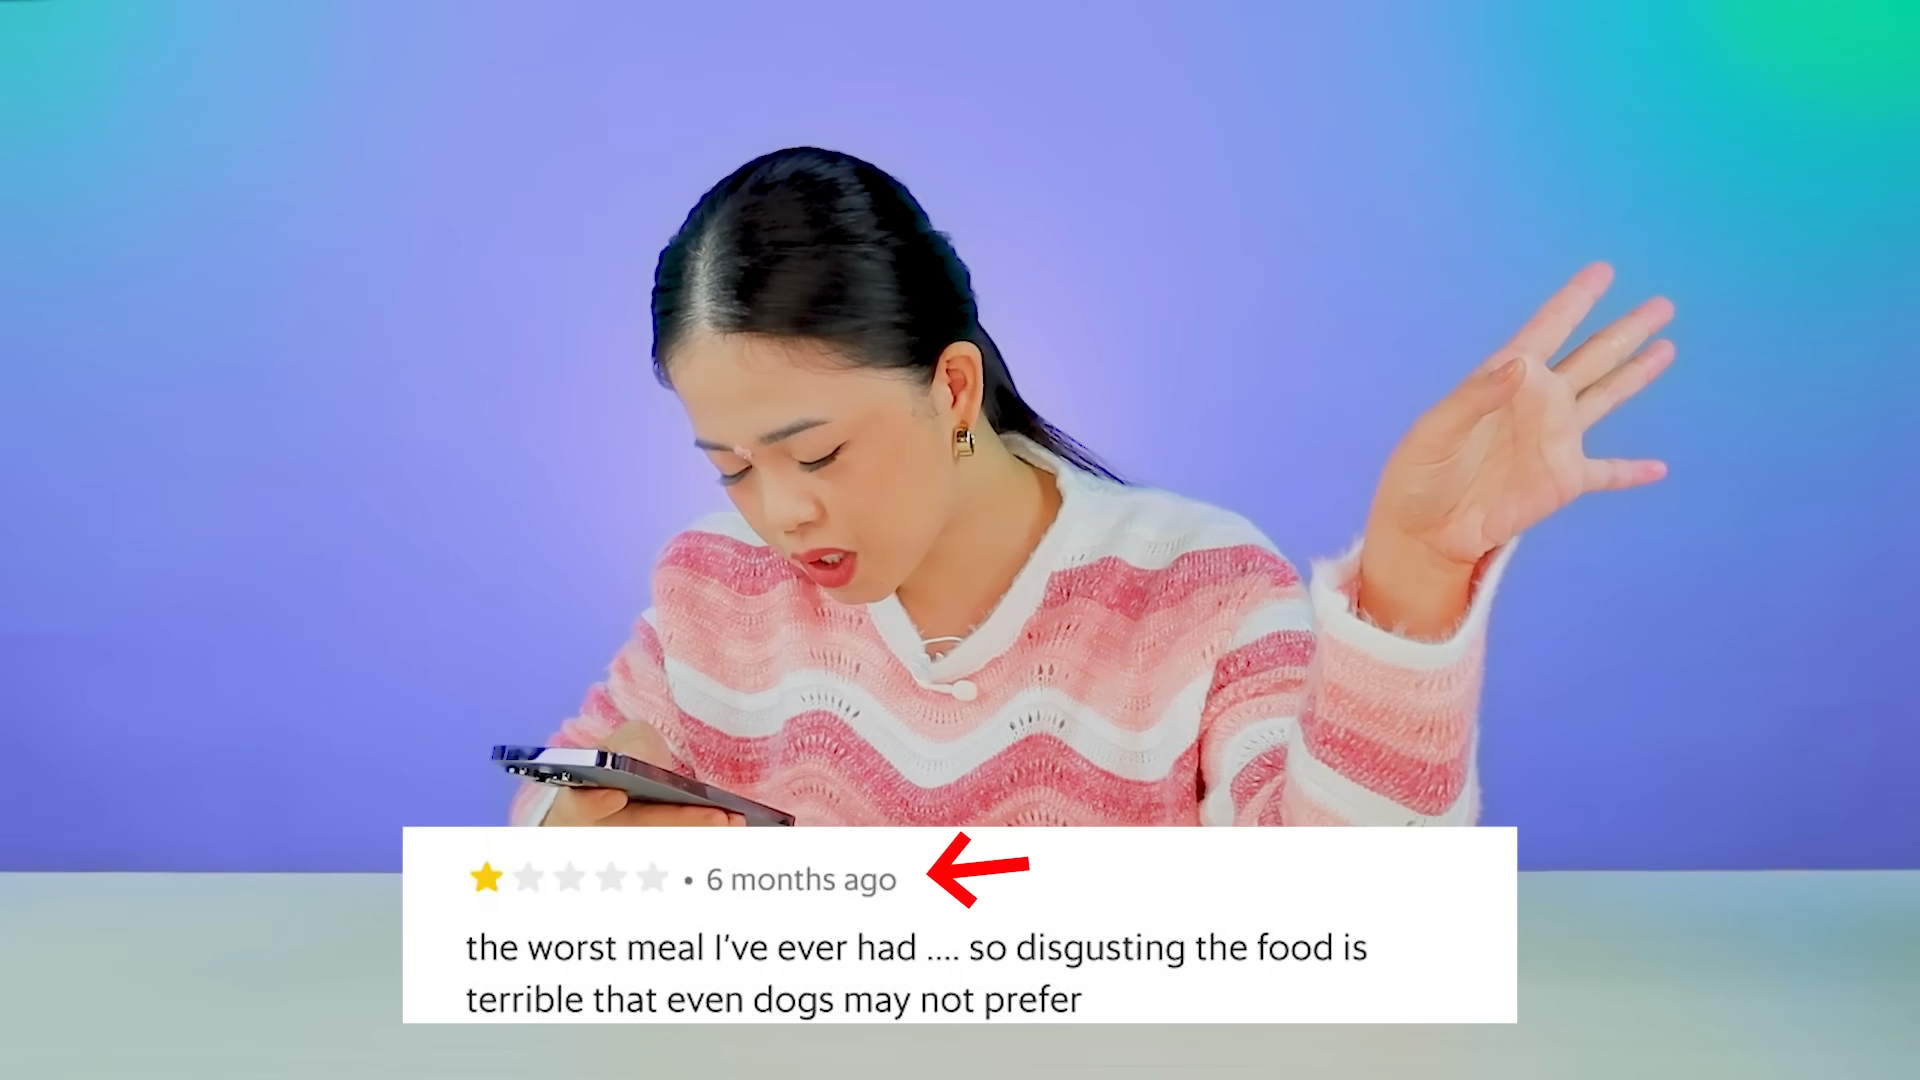 • 6 months ago
the worst meal I've ever had .... so disgusting the food is
terrible that even dogs may not prefer